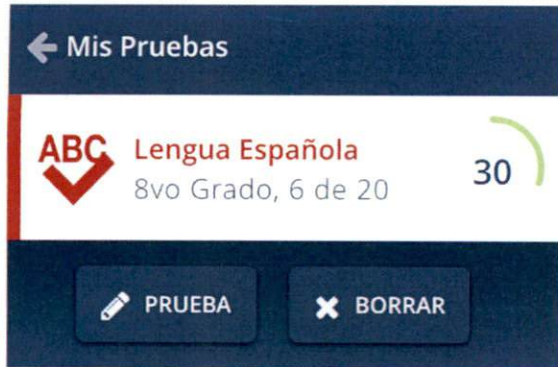 Mis Pruebas
ABC
Lengua Española
8vo Grado, 6 de 20
30
PRUEBA
BORRAR